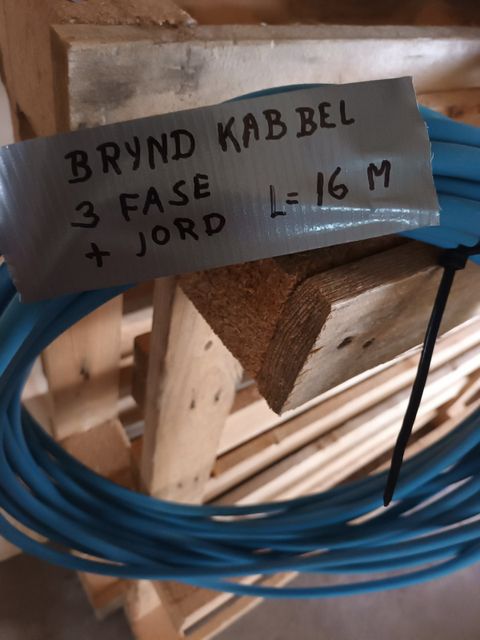 BRYND KABBEL
3 FASE L= 16 M
+ JORD